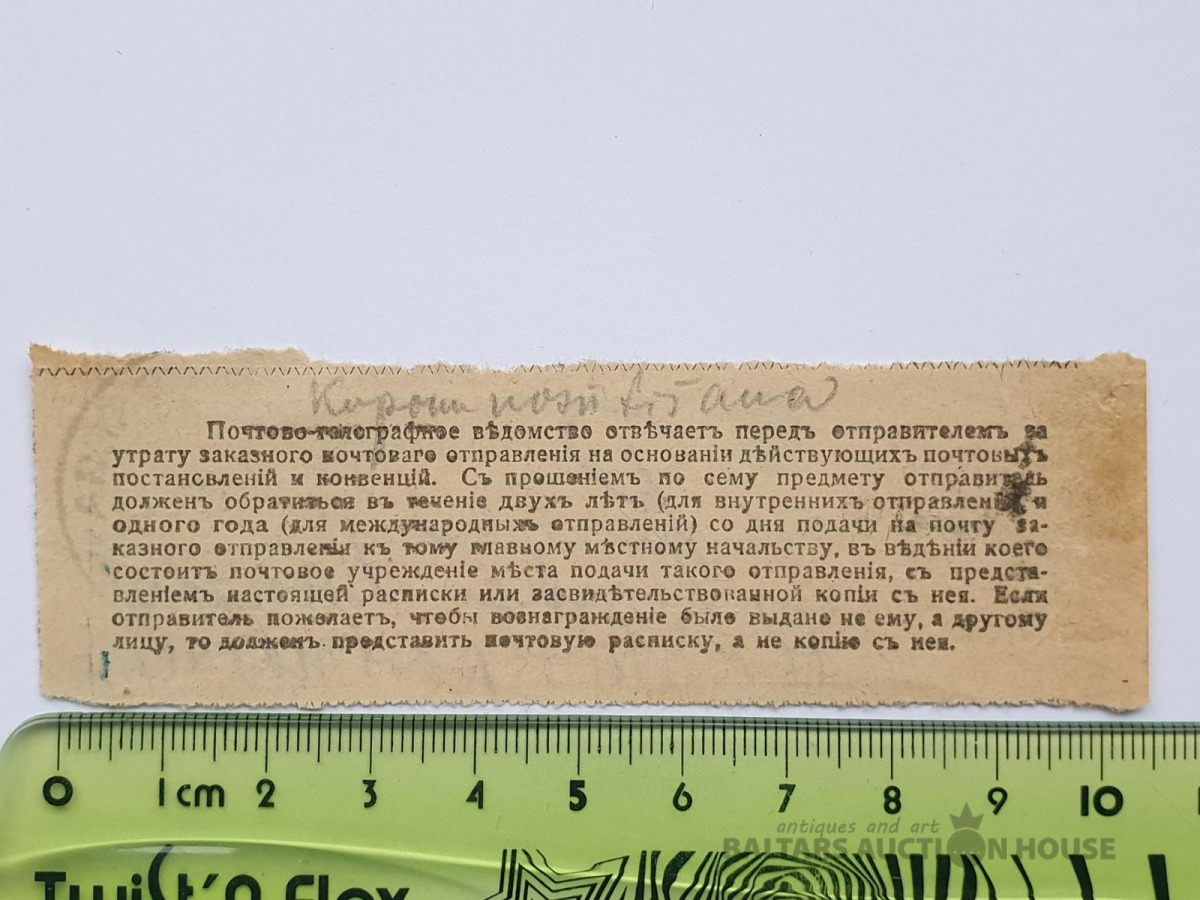 Почтово-телеграфное вѣдомство отвѣчаетъ передъ отправителемъ за
утрату заказного почтоваго отправленія на основаніи дѣйствующихъ почтовыхъ
постановленій и конвенцій. Съ прошеніемъ по сему предмету отправитель
долженъ обратиться въ теченіе двухъ лѣтъ (для внутреннихъ отправленій и
одного года (для международныхъ отправленій) со дня подачи на почту за-
казного отправленія къ тому главному мѣстному начальству, въ вѣдѣніи коего
состоитъ почтовое учрежденіе мѣста подачи такого отправленія, съ предста-
вленіемъ настоящей расписки или засвидѣтельствованной копіи съ нея. Если
отправитель пожелаетъ, чтобы вознагражденіе было выдано не ему, а другому
лицу, то долженъ представить почтовую расписку, а не копію съ нея.
0 1 cm 2 3 4 5 6 7 8 9 10
antiques and art
BALTARS AUCTION HOUSE
Twist'n Flex